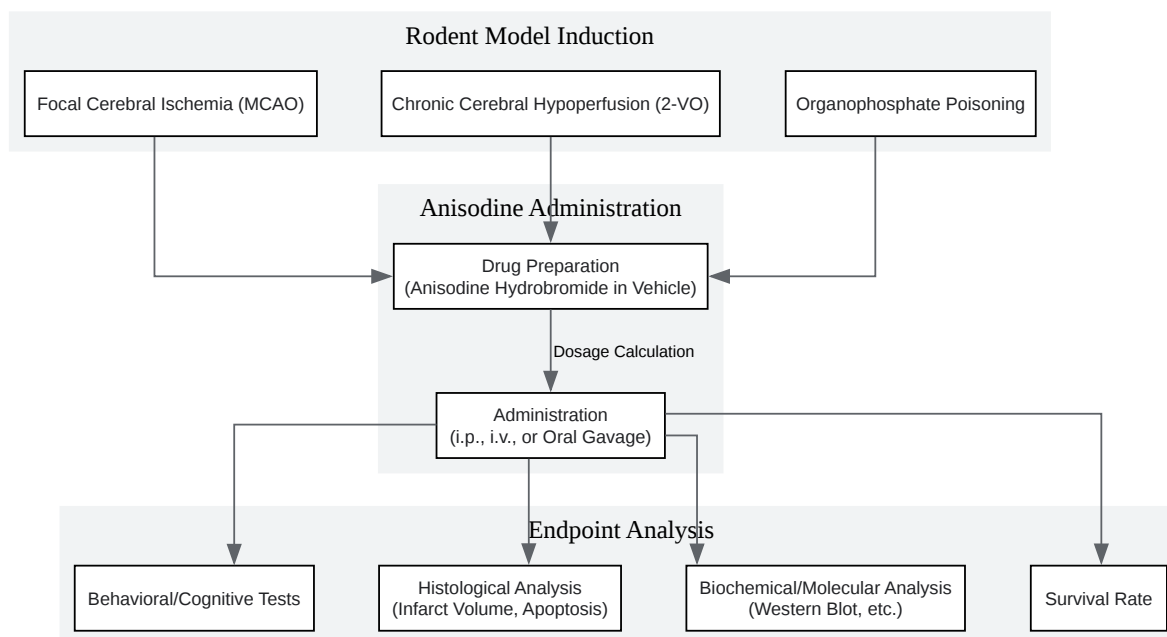 Rodent Model Induction
Focal Cerebral Ischemia (MCAO)
Chronic Cerebral Hypoperfusion (2-VO)
Organophosphate Poisoning
Anisodine Administration
Drug Preparation
(Anisodine Hydrobromide in Vehicle)
Dosage Calculation
Administration
(i.p., i.v., or Oral Gavage)
Endpoint Analysis
Behavioral/Cognitive Tests
Histological Analysis
(Infarct Volume, Apoptosis)
Biochemical/Molecular Analysis
(Western Blot, etc.)
Survival Rate